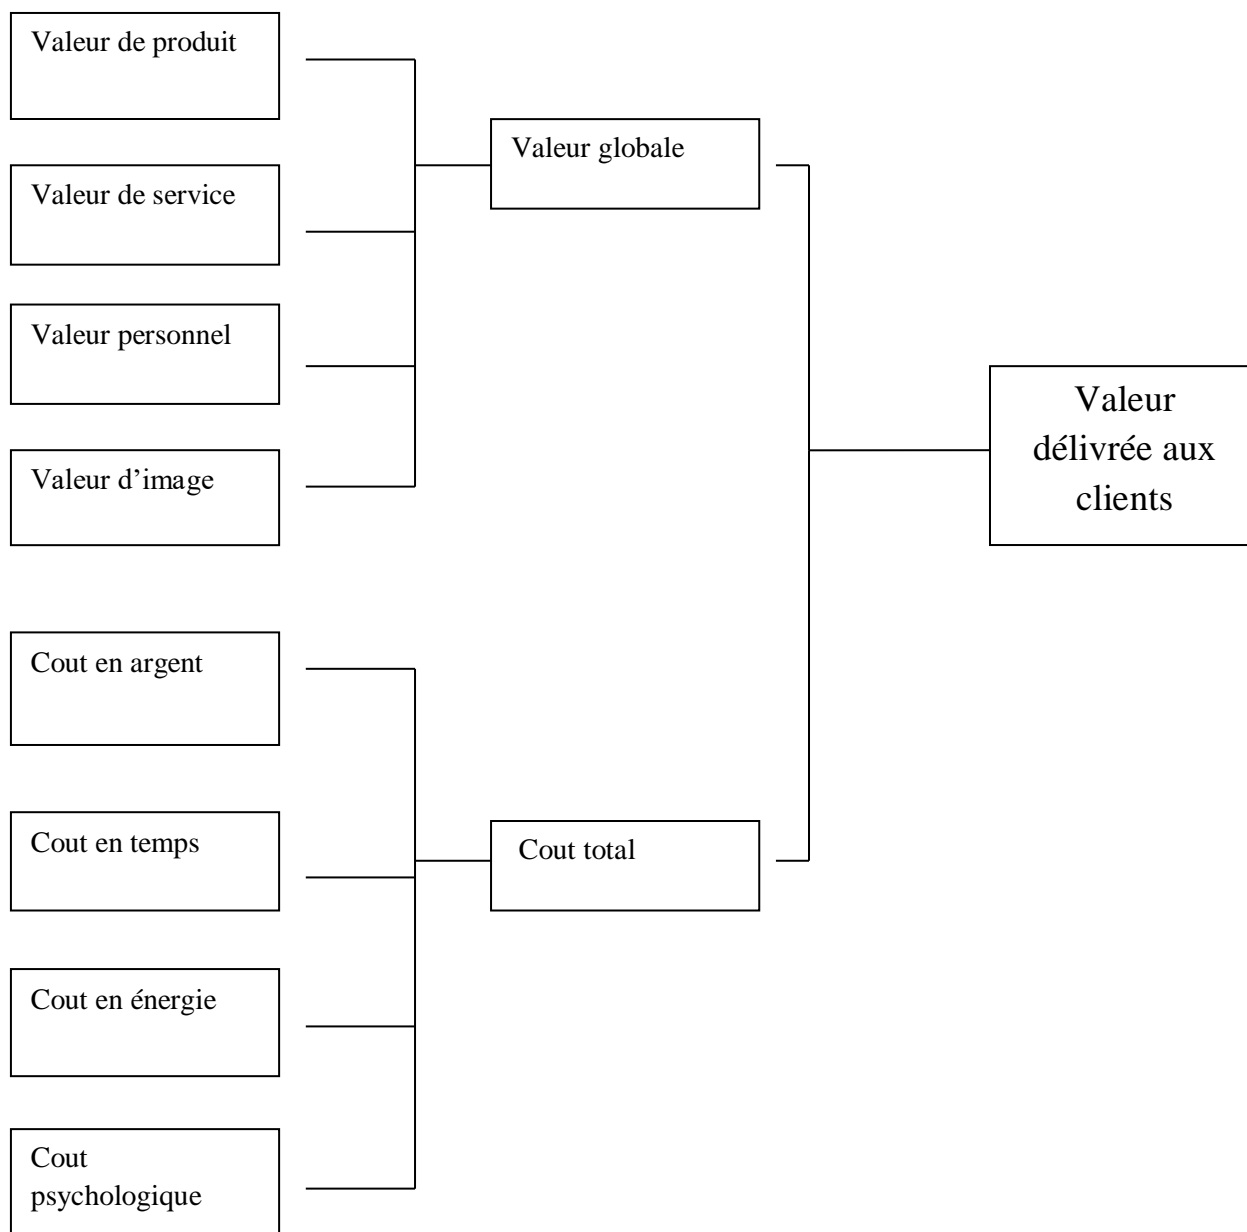 Valeur de produit
Valeur globale
Valeur de service
Valeur personnel
Valeur
délivrée aux
clients
Valeur d’image
Cout en argent
Cout en temps
Cout total
Cout en énergie
Cout
psychologique